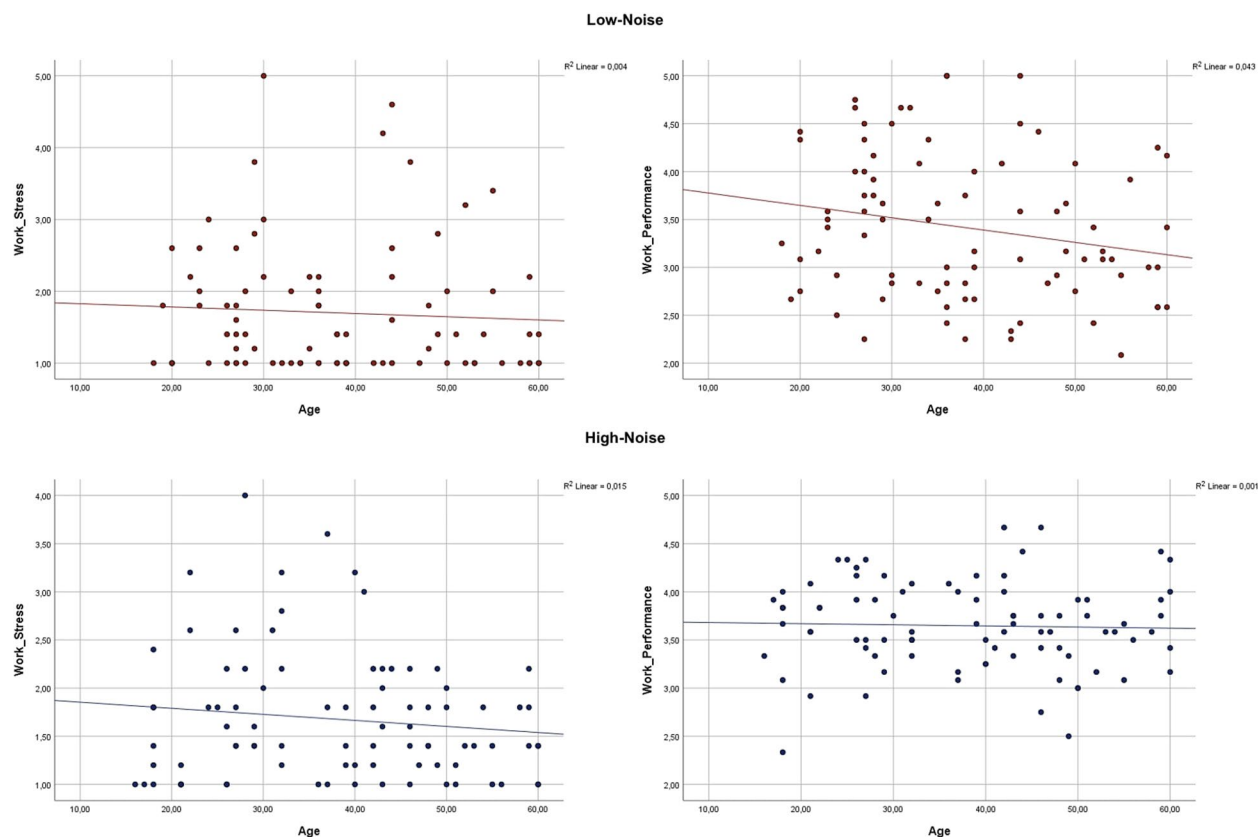 Low-Noise
R² Linear = 0,004
5,00
4,00
3,00
2,00
1,00
Work_Stress
10,00 20,00 30,00 40,00 50,00 60,00
Age
R² Linear = 0,043
5,00
4,50
4,00
3,50
3,00
2,50
2,00
Work_Performance
10,00 20,00 30,00 40,00 50,00 60,00
Age
High-Noise
R² Linear = 0,015
4,00
3,50
3,00
2,50
2,00
1,50
1,00
Work_Stress
10,00 20,00 30,00 40,00 50,00 60,00
Age
R² Linear = 0,001
5,00
4,50
4,00
3,50
3,00
2,50
2,00
Work_Performance
10,00 20,00 30,00 40,00 50,00 60,00
Age